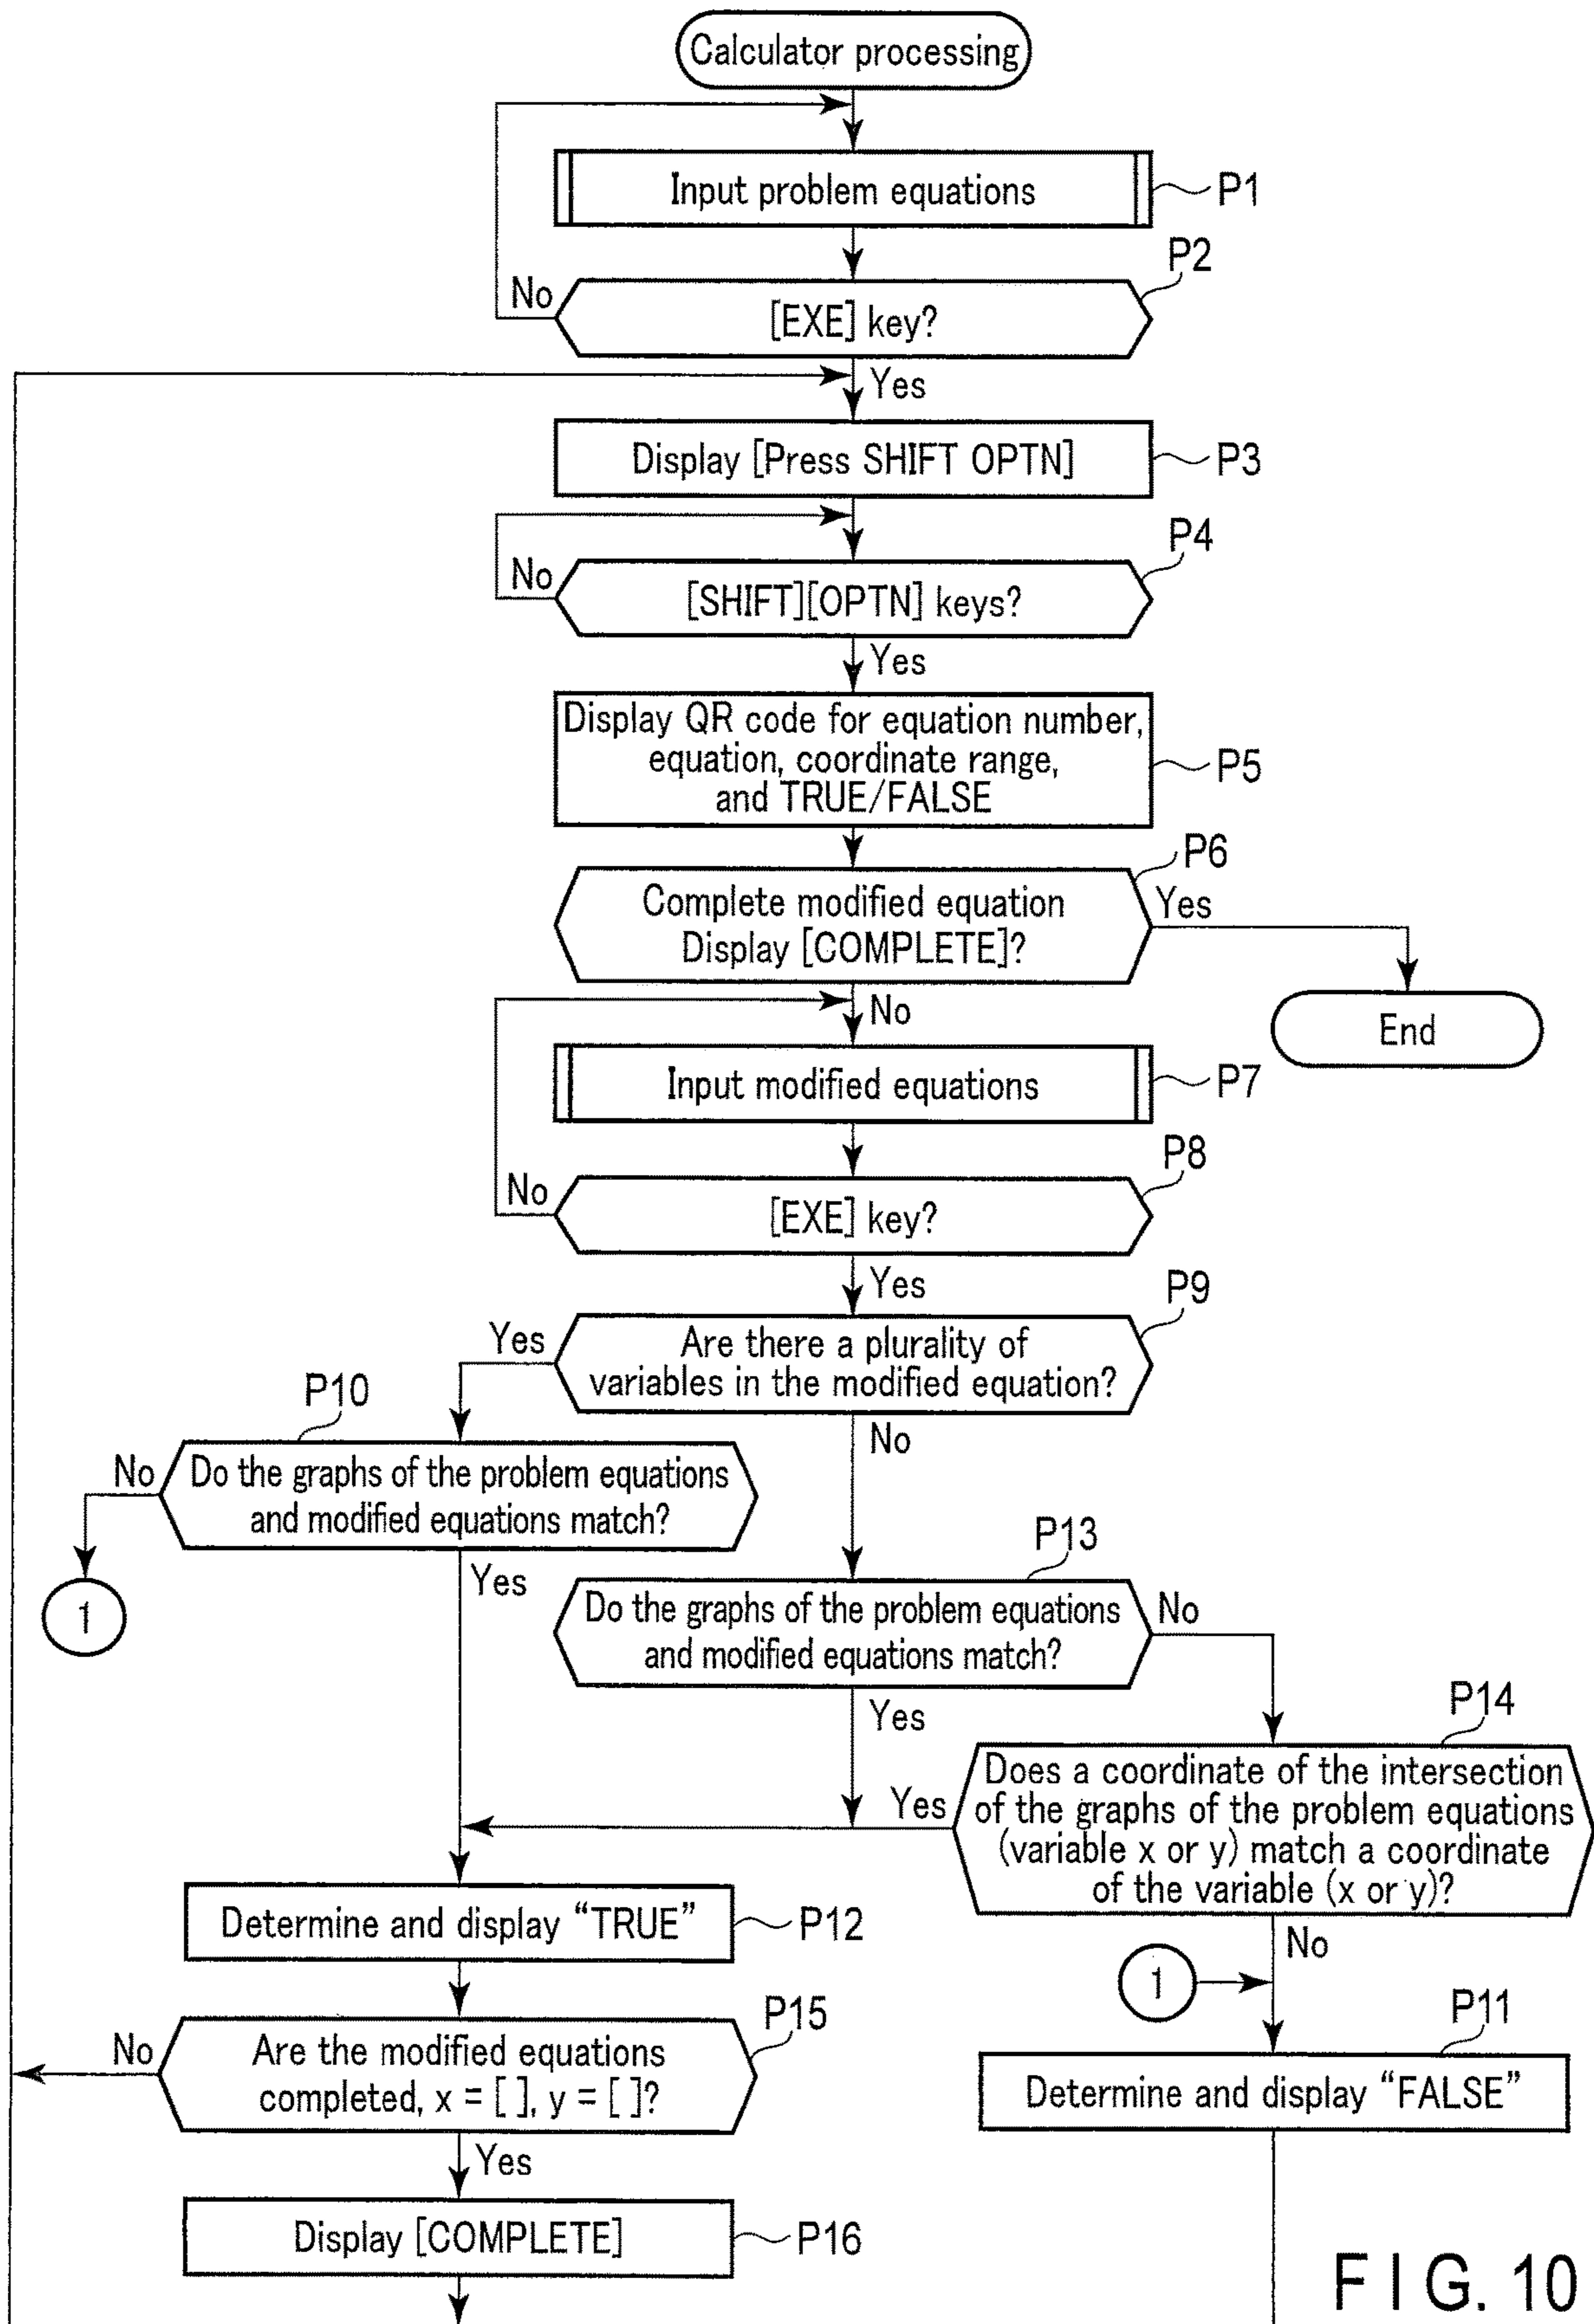 Calculator processing
Input problem equations
P1
P2
No
[EXE] key?
Yes
Display [Press SHIFT OPTN]
P3
P4
No
[SHIFT][OPTN] keys?
Yes
Display QR code for equation number,
equation, coordinate range,
and TRUE/FALSE
P5
P6
Complete modified equation
Display [COMPLETE]?
Yes
No
End
Input modified equations
P7
P8
No
[EXE] key?
Yes
P9
Yes
Are there a plurality of
variables in the modified equation?
P10
No
No
Do the graphs of the problem equations
and modified equations match?
P13
Yes
1
Do the graphs of the problem equations
and modified equations match?
No
P14
Yes
Does a coordinate of the intersection
of the graphs of the problem equations
(variable x or y) match a coordinate
of the variable (x or y)?
Yes
Determine and display “TRUE”
P12
No
1
P15
P11
No
Are the modified equations
completed, x = [ ], y = [ ]?
Determine and display “FALSE”
Yes
Display [COMPLETE]
P16
FIG. 10